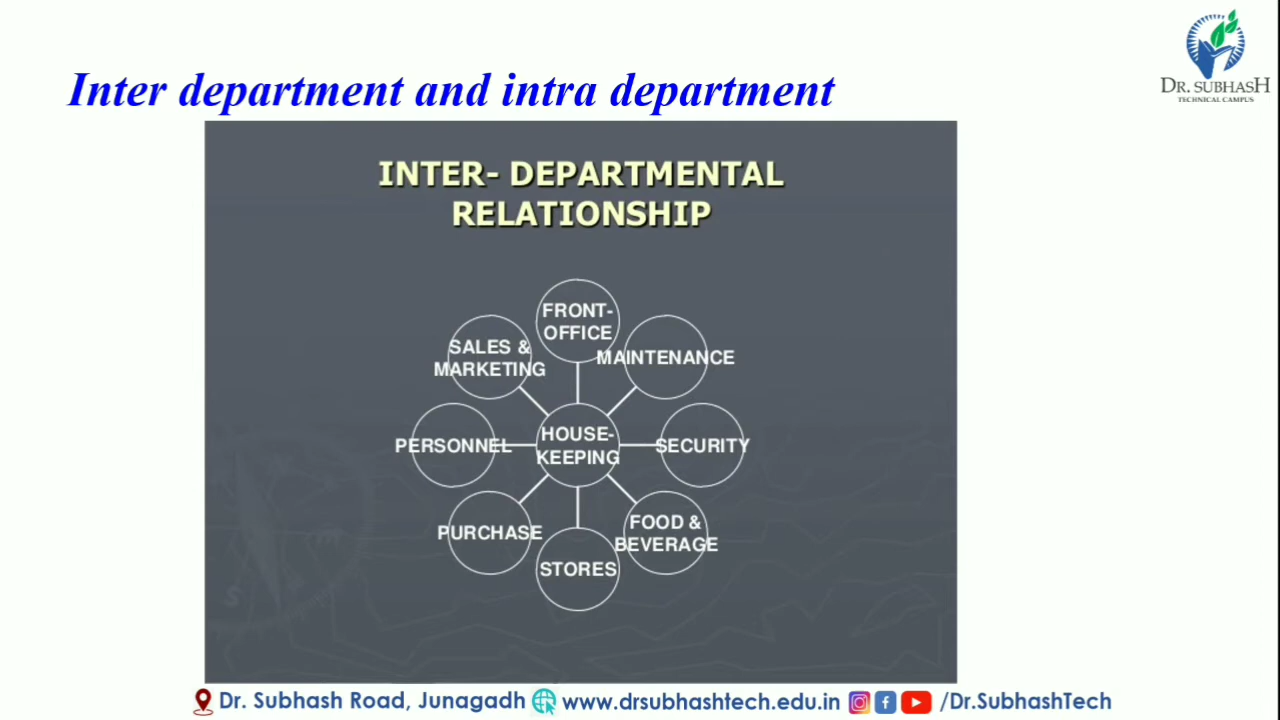 DR. SUBHASH
TECHNICAL CAMPUS
Inter department and intra department
INTER- DEPARTMENTAL
RELATIONSHIP
FRONT-
OFFICE
SALES &
MARKETING
MAINTENANCE
PERSONNEL
HOUSE-
KEEPING
SECURITY
PURCHASE
FOOD &
BEVERAGE
STORES
Dr. Subhash Road, Junagadh www.drsubhashtech.edu.in /Dr.SubhashTech